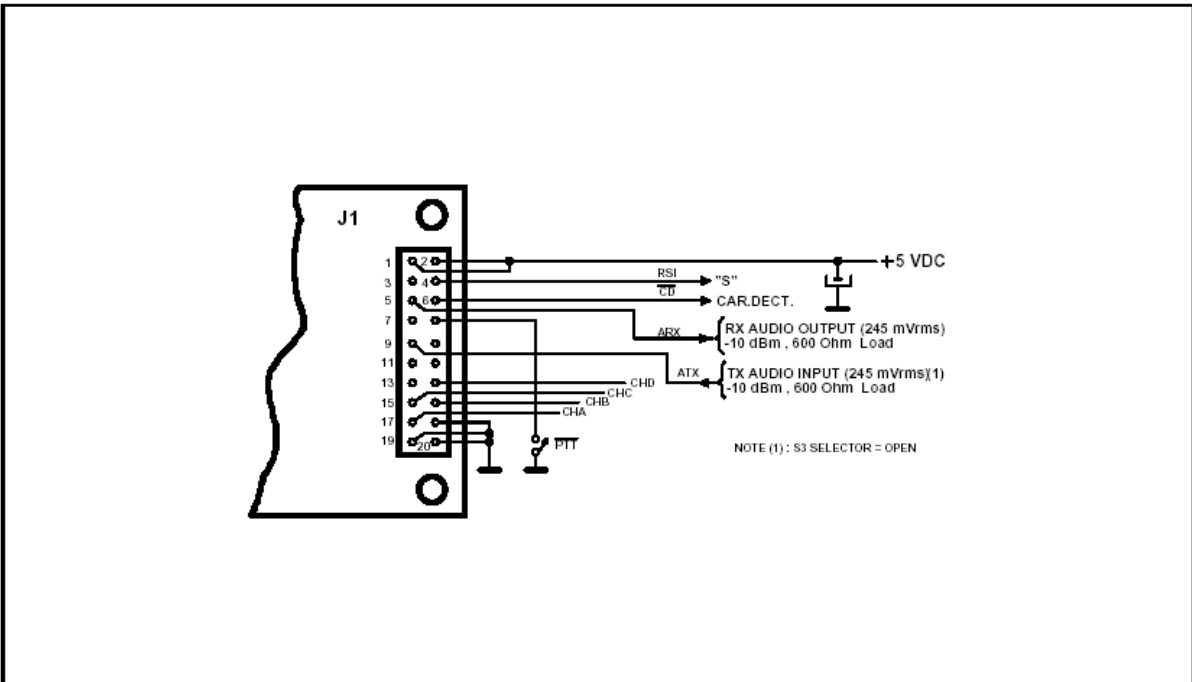 J1
1 2
3 4
5 6
7
9
11
13
15
17
19 20
+5 VDC
RSI "S"
CD CAR.DECT.
ARX RX AUDIO OUTPUT (245 mVrms)
-10 dBm , 600 Ohm Load
ATX TX AUDIO INPUT (245 mVrms)(1)
-10 dBm , 600 Ohm Load
CHD
CHC
CHB
CHA
PTT
NOTE (1) : S3 SELECTOR = OPEN